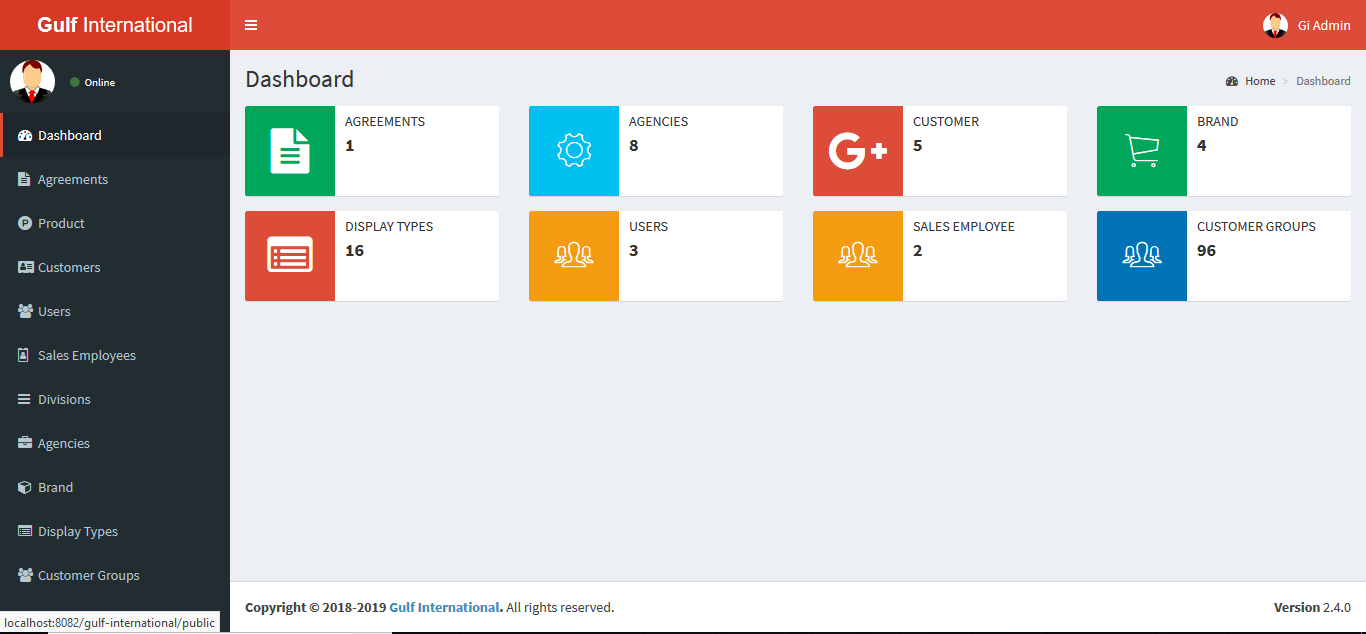 Gulf International
Gi Admin
Online
Dashboard
Agreements
Product
Customers
Users
Sales Employees
Divisions
Agencies
Brand
Display Types
Customer Groups
localhost:8082/gulf-international/public
Dashboard
Home > Dashboard
AGREEMENTS
1
AGENCIES
8
G+
CUSTOMER
5
BRAND
4
DISPLAY TYPES
16
USERS
3
SALES EMPLOYEE
2
CUSTOMER GROUPS
96
Copyright © 2018-2019 Gulf International. All rights reserved.
Version 2.4.0